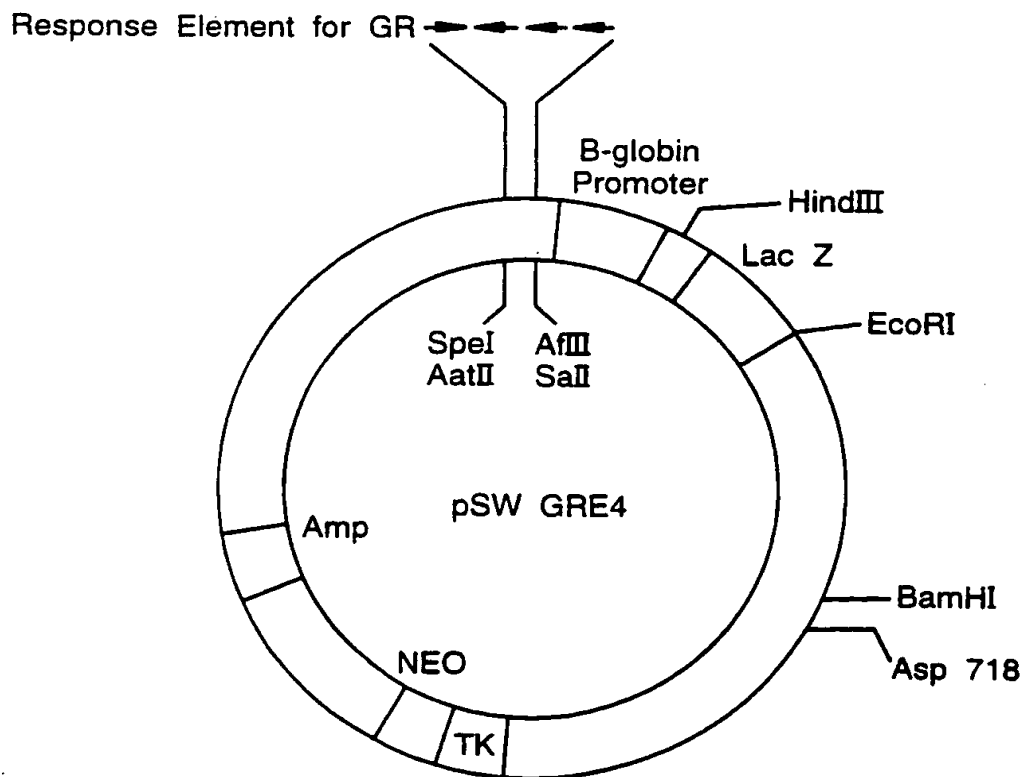 Response Element for GR
B-globin
Promoter
HindIII
Lac Z
EcoRI
SpeI
AatII
AflII
SalI
pSW GRE4
Amp
BamHI
Asp 718
NEO
TK